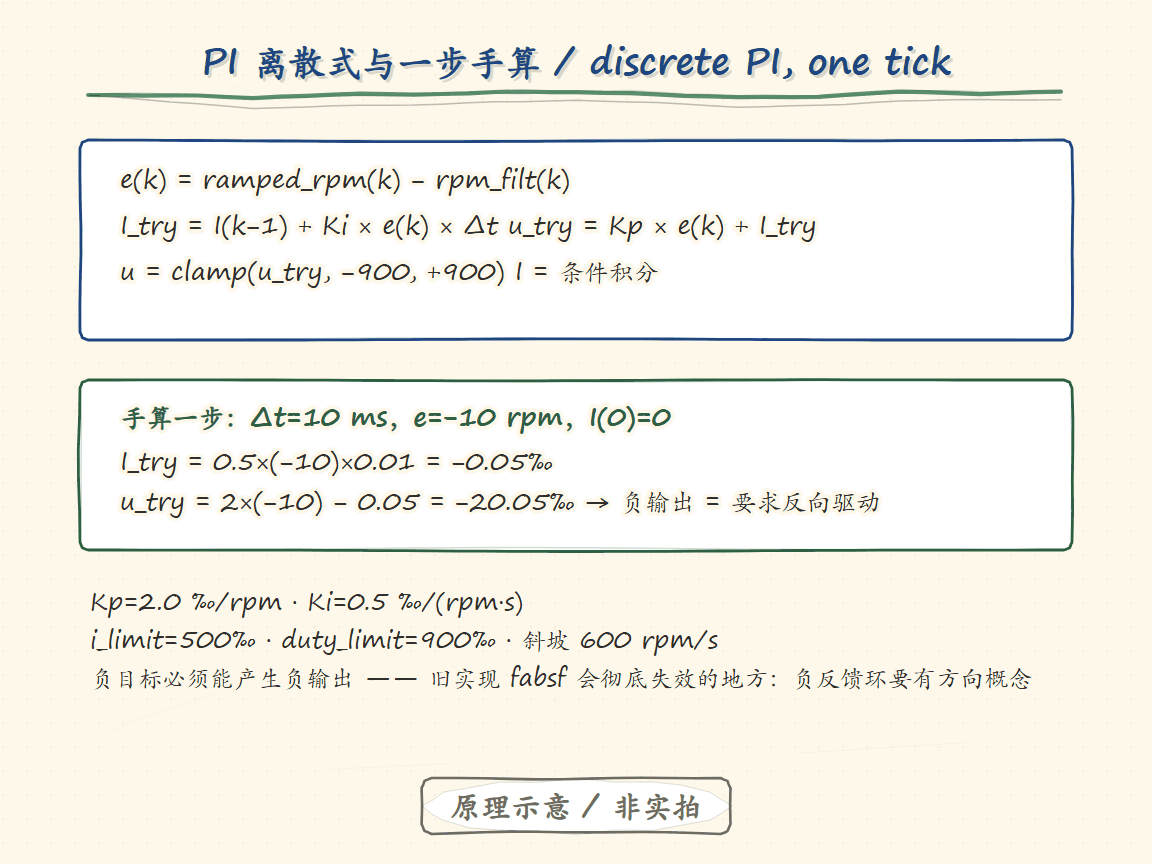 PI 离散式与一步手算 / discrete PI, one tick
e(k) = ramped_rpm(k) − rpm_filt(k)
I_try = I(k−1) + Ki × e(k) × Δt u_try = Kp × e(k) + I_try
u = clamp(u_try, −900, +900) I = 条件积分
手算一步：Δt=10 ms，e=−10 rpm，I(0)=0
I_try = 0.5×(−10)×0.01 = −0.05‰
u_try = 2×(−10) − 0.05 = −20.05‰ → 负输出 = 要求反向驱动
Kp=2.0 ‰/rpm · Ki=0.5 ‰/(rpm·s)
i_limit=500‰ · duty_limit=900‰ · 斜坡 600 rpm/s
负目标必须能产生负输出 —— 旧实现 fabsf 会彻底失效的地方：负反馈环要有方向概念
原理示意 / 非实拍